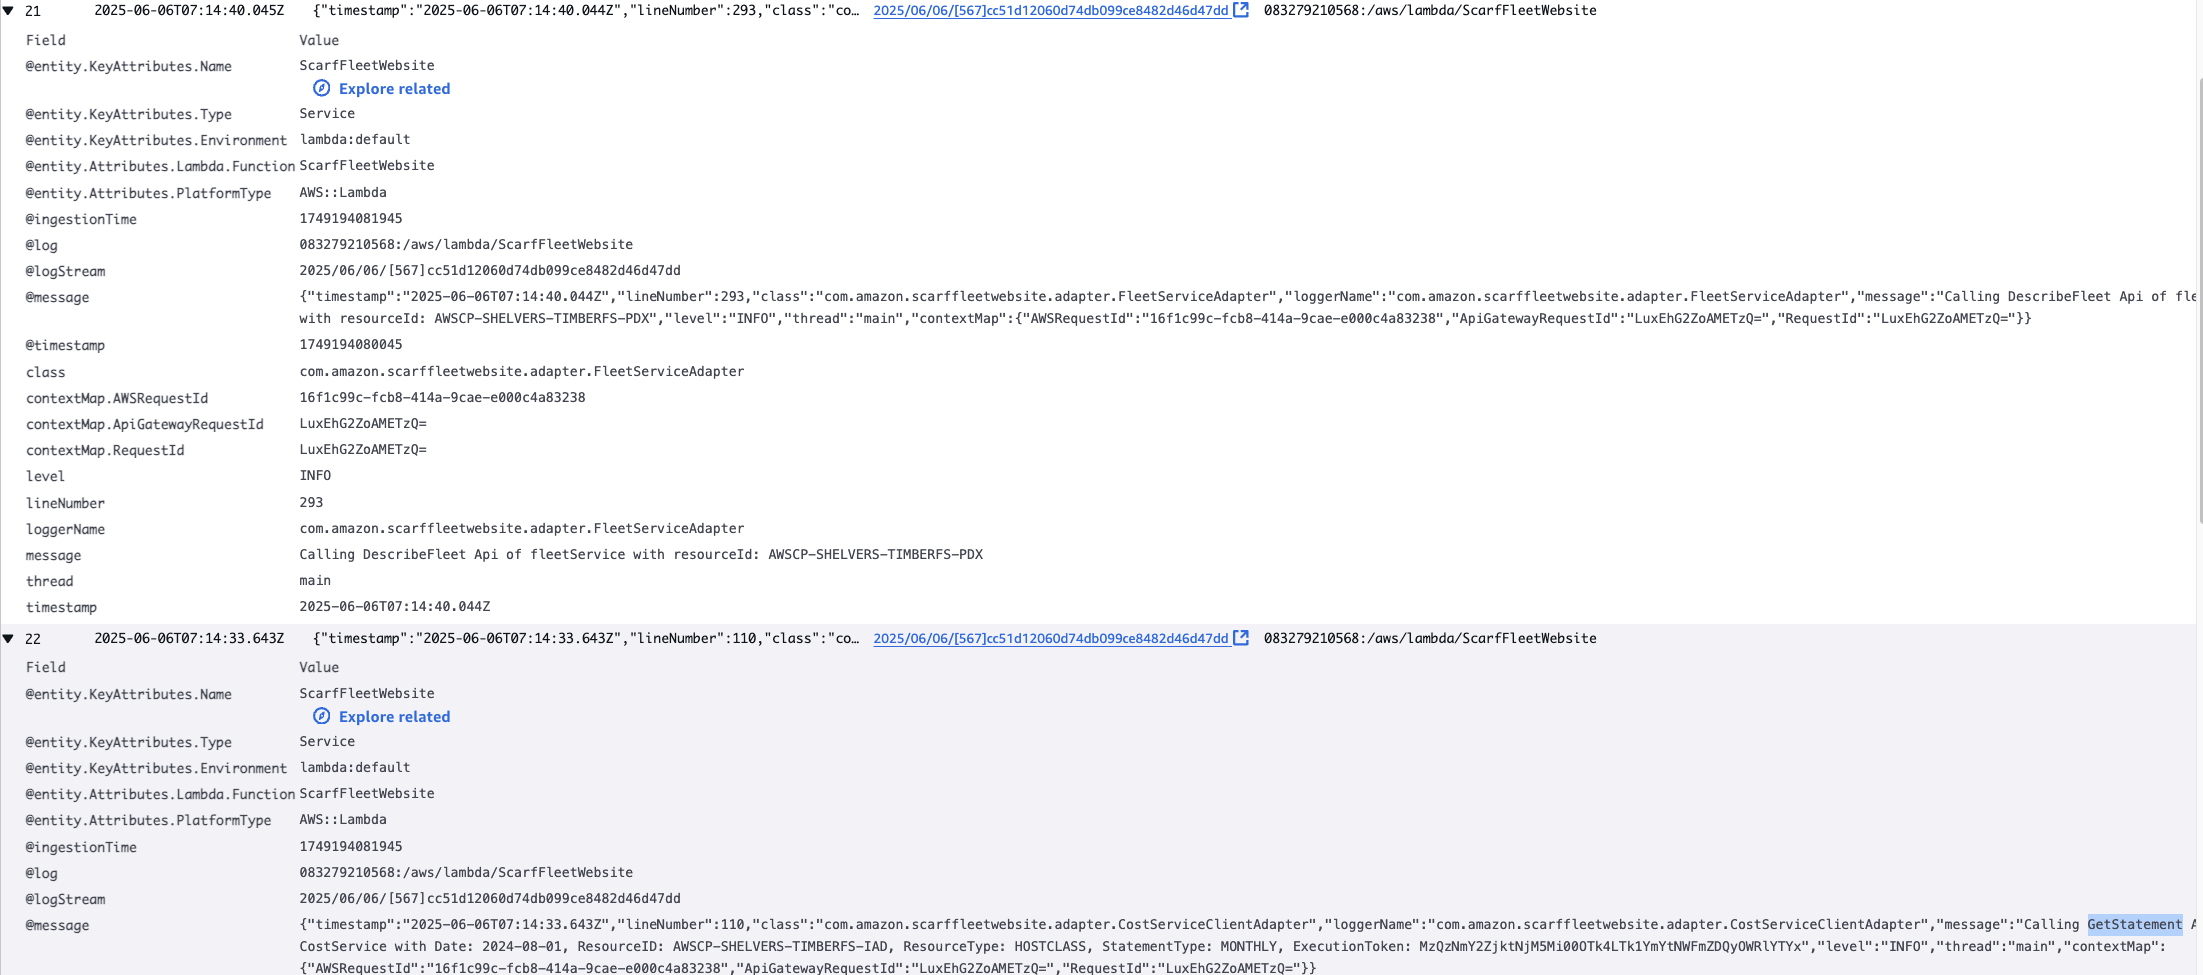 21 2025-06-06T07:14:40.045Z {"timestamp":"2025-06-06T07:14:40.044Z","lineNumber":293,"class":"co… 2025/06/06/[567]cc51d12060d74db099ce8482d46d47dd 083279210568:/aws/lambda/ScarfFleetWebsite
Field Value
@entity.KeyAttributes.Name ScarfFleetWebsite
Explore related
@entity.KeyAttributes.Type Service
@entity.KeyAttributes.Environment lambda:default
@entity.Attributes.Lambda.Function ScarfFleetWebsite
@entity.Attributes.PlatformType AWS::Lambda
@ingestionTime 1749194081945
@log 083279210568:/aws/lambda/ScarfFleetWebsite
@logStream 2025/06/06/[567]cc51d12060d74db099ce8482d46d47dd
@message {"timestamp":"2025-06-06T07:14:40.044Z","lineNumber":293,"class":"com.amazon.scarffleetwebsite.adapter.FleetServiceAdapter","loggerName":"com.amazon.scarffleetwebsite.adapter.FleetServiceAdapter","message":"Calling DescribeFleet Api of fle
with resourceId: AWSCP-SHELVERS-TIMBERFS-PDX","level":"INFO","thread":"main","contextMap":{"AWSRequestId":"16f1c99c-fcb8-414a-9cae-e000c4a83238","ApiGatewayRequestId":"LuxEhG2ZoAMETzQ=","RequestId":"LuxEhG2ZoAMETzQ="}}
@timestamp 1749194080045
class com.amazon.scarffleetwebsite.adapter.FleetServiceAdapter
contextMap.AWSRequestId 16f1c99c-fcb8-414a-9cae-e000c4a83238
contextMap.ApiGatewayRequestId LuxEhG2ZoAMETzQ=
contextMap.RequestId LuxEhG2ZoAMETzQ=
level INFO
lineNumber 293
loggerName com.amazon.scarffleetwebsite.adapter.FleetServiceAdapter
message Calling DescribeFleet Api of fleetService with resourceId: AWSCP-SHELVERS-TIMBERFS-PDX
thread main
timestamp 2025-06-06T07:14:40.044Z
22 2025-06-06T07:14:33.643Z {"timestamp":"2025-06-06T07:14:33.643Z","lineNumber":110,"class":"co… 2025/06/06/[567]cc51d12060d74db099ce8482d46d47dd 083279210568:/aws/lambda/ScarfFleetWebsite
Field Value
@entity.KeyAttributes.Name ScarfFleetWebsite
Explore related
@entity.KeyAttributes.Type Service
@entity.KeyAttributes.Environment lambda:default
@entity.Attributes.Lambda.Function ScarfFleetWebsite
@entity.Attributes.PlatformType AWS::Lambda
@ingestionTime 1749194081945
@log 083279210568:/aws/lambda/ScarfFleetWebsite
@logStream 2025/06/06/[567]cc51d12060d74db099ce8482d46d47dd
@message {"timestamp":"2025-06-06T07:14:33.643Z","lineNumber":110,"class":"com.amazon.scarffleetwebsite.adapter.CostServiceClientAdapter","loggerName":"com.amazon.scarffleetwebsite.adapter.CostServiceClientAdapter","message":"Calling GetStatement A
CostService with Date: 2024-08-01, ResourceID: AWSCP-SHELVERS-TIMBERFS-IAD, ResourceType: HOSTCLASS, StatementType: MONTHLY, ExecutionToken: MzQzNmY2ZjktNjM5Mi00OTk4LTk1YmYtNWFmZDQyOWRlYTYx","level":"INFO","thread":"main","contextMap":
{"AWSRequestId":"16f1c99c-fcb8-414a-9cae-e000c4a83238","ApiGatewayRequestId":"LuxEhG2ZoAMETzQ=","RequestId":"LuxEhG2ZoAMETzQ="}}